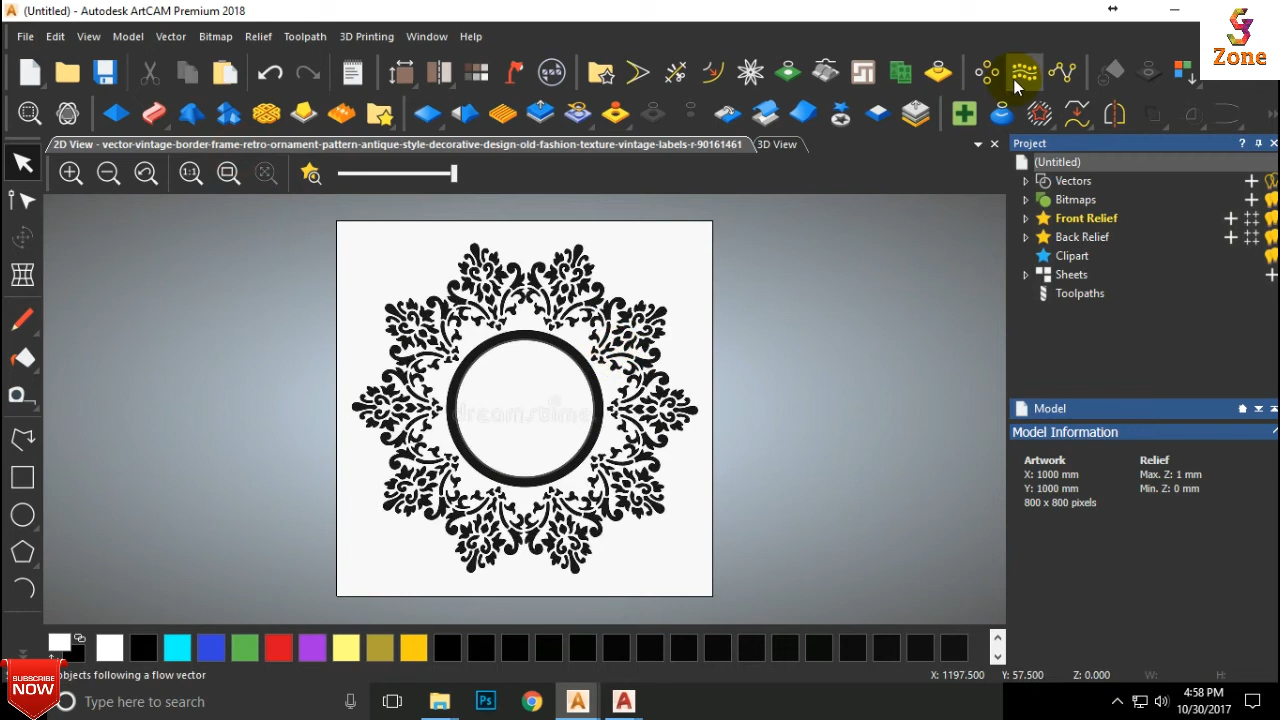 (Untitled) - Autodesk ArtCAM Premium 2018
Zone
File Edit View Model Vector Bitmap Relief Toolpath 3D Printing Window Help
2D View - vector-vintage-border-frame-retro-ornament-pattern-antique-style-decorative-design-old-fashion-texture-vintage-labels-r-90161461
3D View
Project
(Untitled)
1:1
Vectors
Bitmaps
Front Relief
Back Relief
Clipart
Sheets
Toolpaths
dreamstime
Model
Model Information
Artwork Relief
X: 1000 mm Max. Z: 1 mm
Y: 1000 mm Min. Z: 0 mm
800 x 800 pixels
objects following a flow vector
X: 1197.500 Y: 57.500 Z: 0.000 W: H:
SUBSCRIBE
NOW
Type here to search
Ps
4:58 PM
10/30/2017